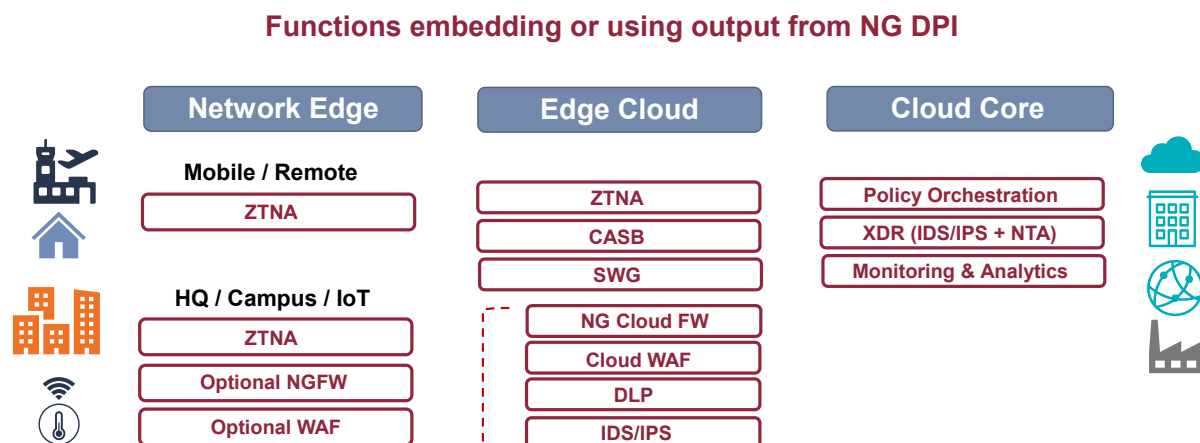 Functions embedding or using output from NG DPI
Network Edge
Mobile / Remote
ZTNA
HQ / Campus / IoT
ZTNA
Optional NGFW
Optional WAF
Edge Cloud
ZTNA
CASB
SWG
NG Cloud FW
Cloud WAF
DLP
IDS/IPS
Cloud Core
Policy Orchestration
XDR (IDS/IPS + NTA)
Monitoring & Analytics